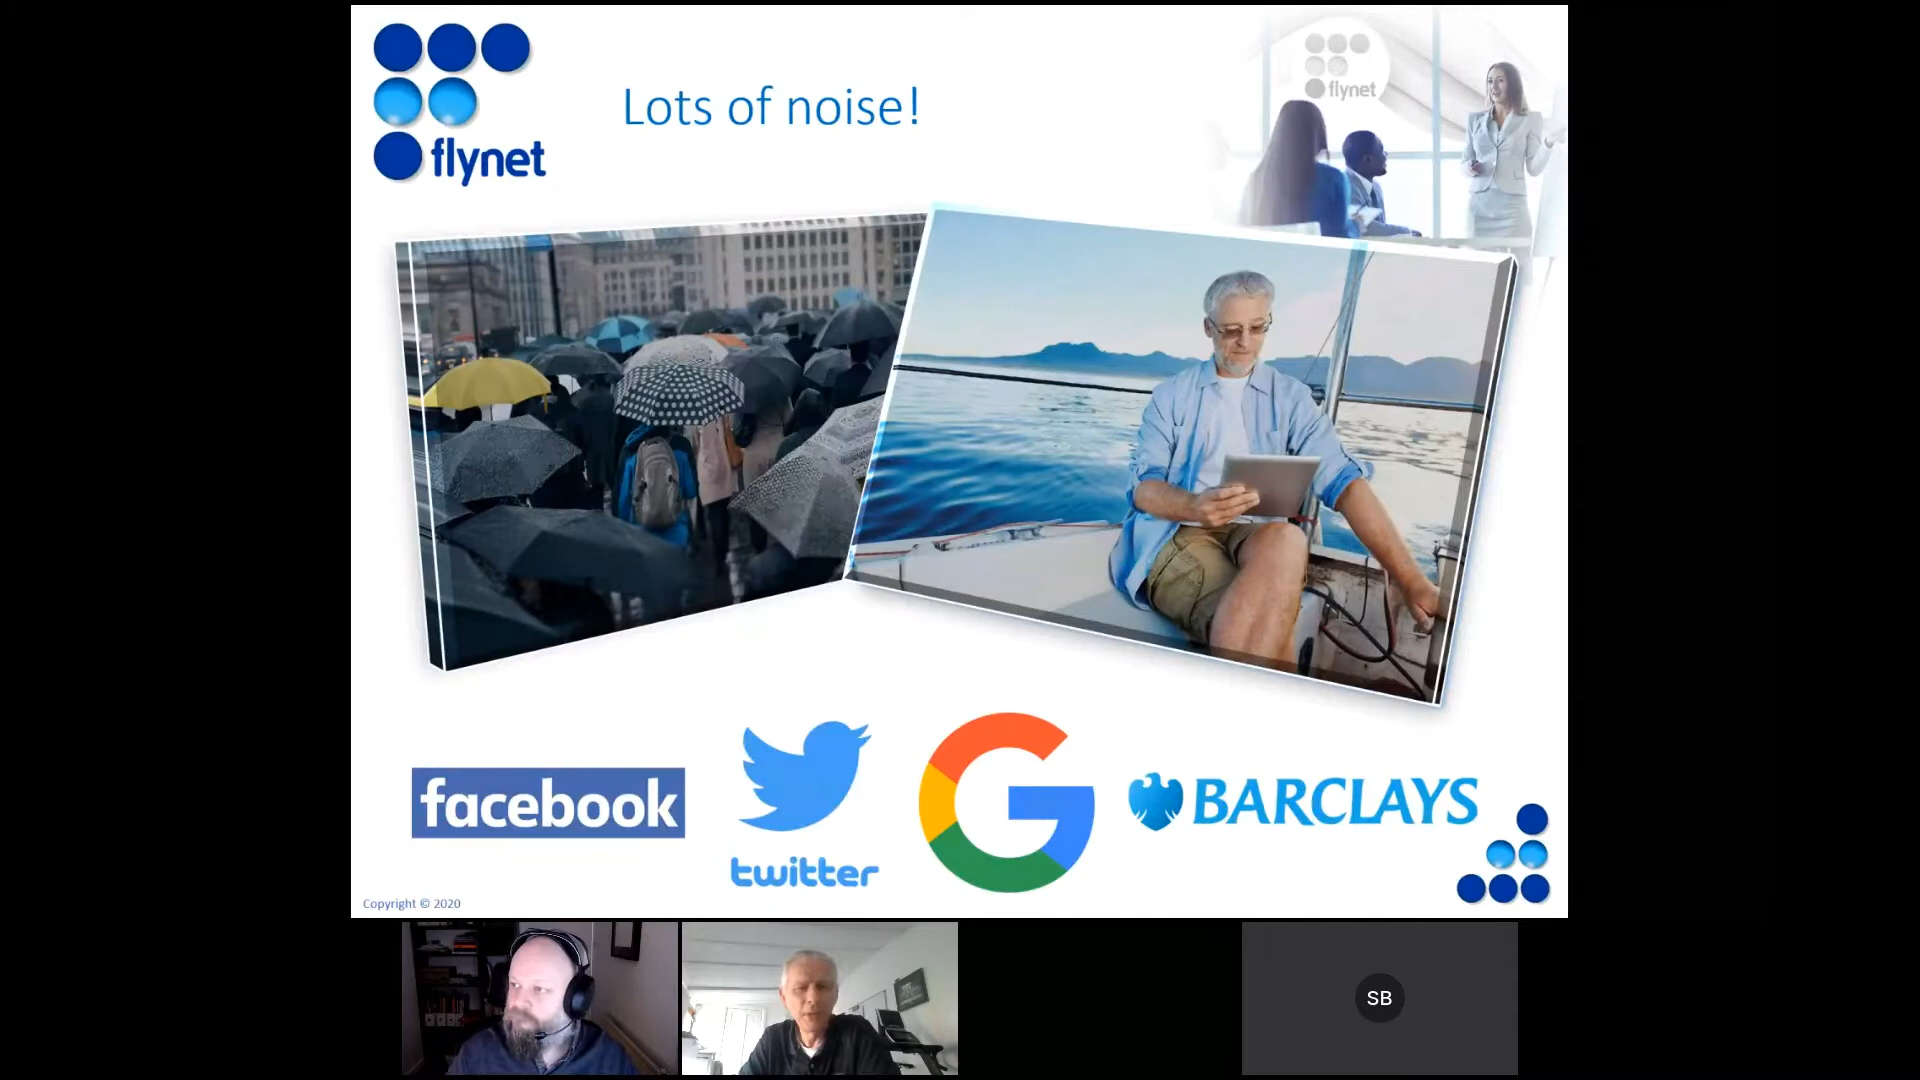 flynet
Lots of noise!
flynet
facebook
twitter
BARCLAYS
Copyright © 2020
SB